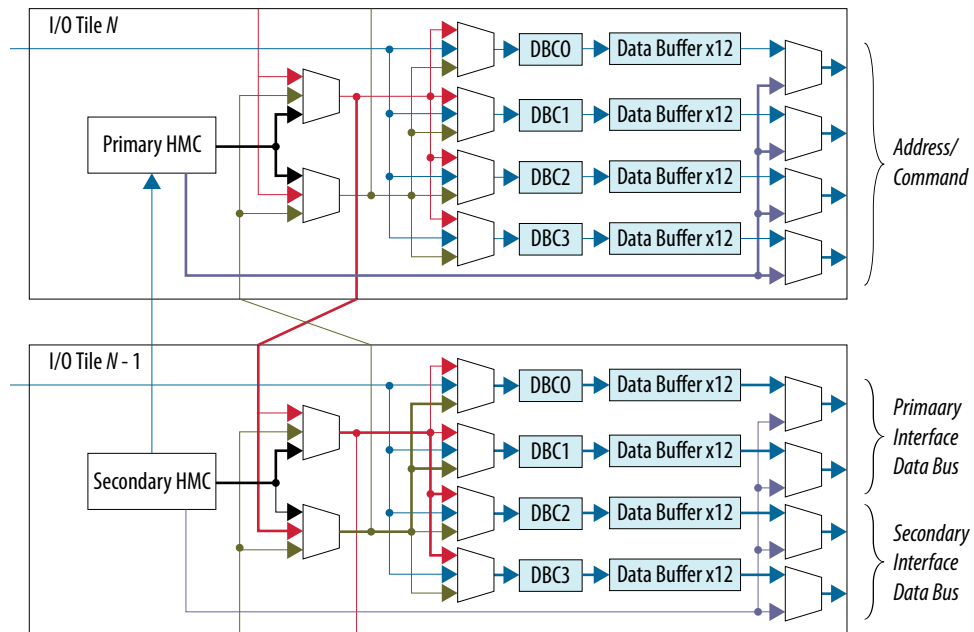 I/O Tile N
Primary HMC
DBC0
Data Buffer x12
DBC1
Data Buffer x12
DBC2
Data Buffer x12
DBC3
Data Buffer x12
Address/
Command
I/O Tile N - 1
Secondary HMC
DBC0
Data Buffer x12
DBC1
Data Buffer x12
DBC2
Data Buffer x12
DBC3
Data Buffer x12
Primaary
Interface
Data Bus
Secondary
Interface
Data Bus